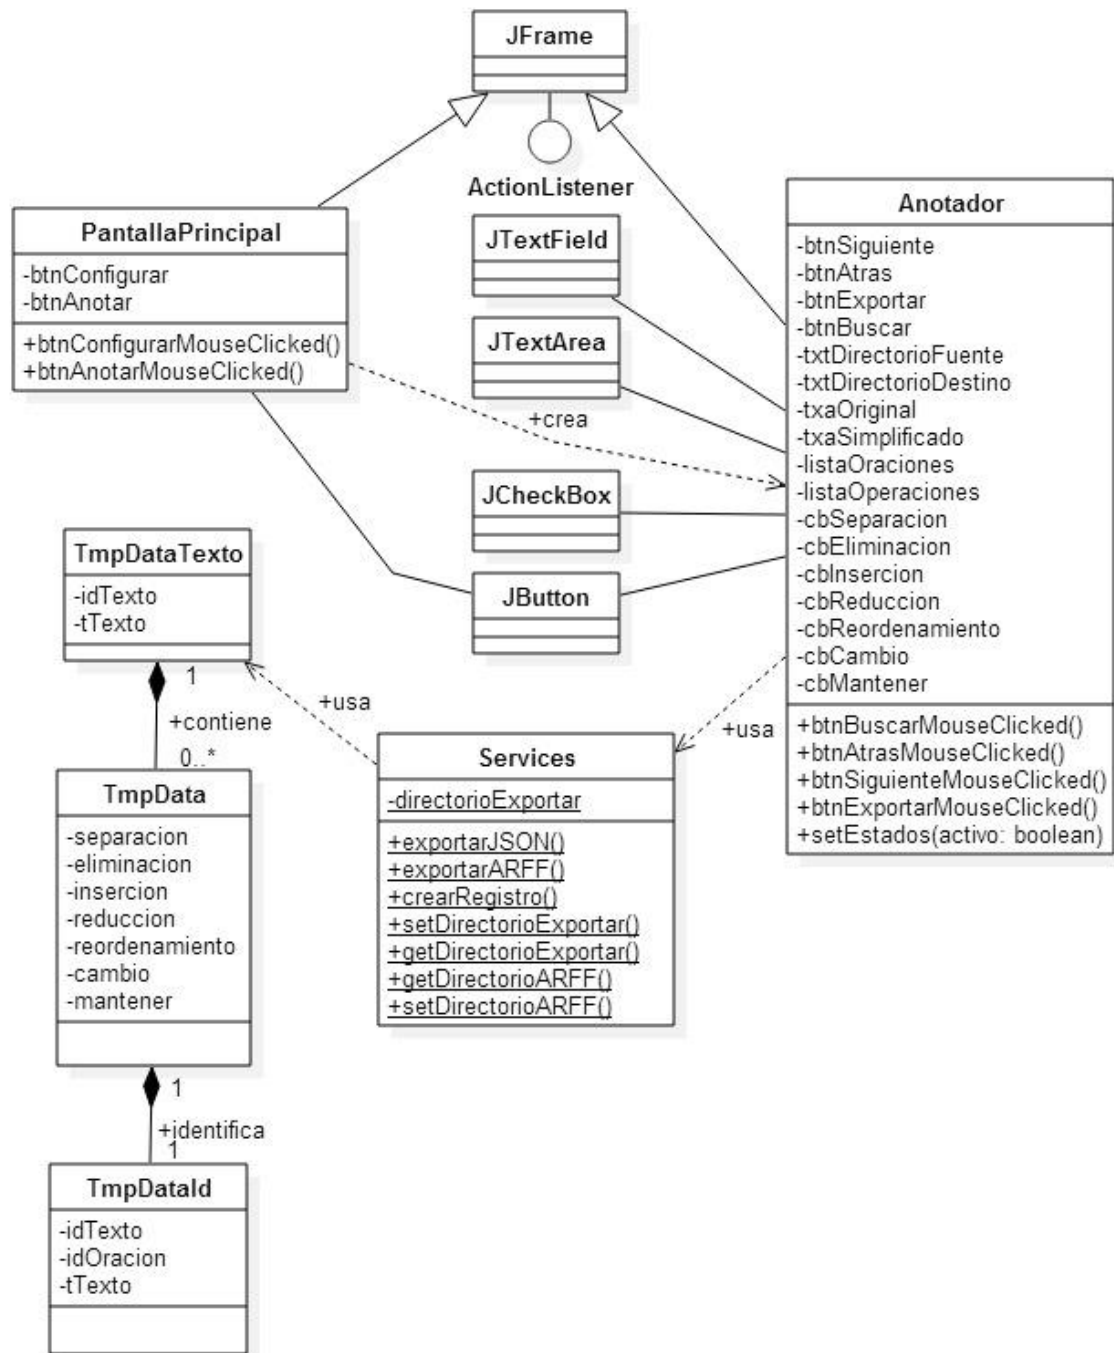 JFrame
ActionListener
PantallaPrincipal
-btnConfigurar
-btnAnotar
+btnConfigurarMouseClicked()
+btnAnotarMouseClicked()
JTextField
JTextArea
+crea
JCheckBox
JButton
Anotador
-btnSiguiente
-btnAtras
-btnExportar
-btnBuscar
-txtDirectorioFuente
-txtDirectorioDestino
-txaOriginal
-txaSimplificado
-listaOraciones
-listaOperaciones
-cbSeparacion
-cbEliminacion
-cbInsercion
-cbReduccion
-cbReordenamiento
-cbCambio
-cbMantener
+btnBuscarMouseClicked()
+btnAtrasMouseClicked()
+btnSiguienteMouseClicked()
+btnExportarMouseClicked()
+setEstados(activo: boolean)
TmpDataTexto
-idTexto
-tTexto
1
+contiene
0..*
+usa
+usa
Services
-directorioExportar
+exportarJSON()
+exportarARFF()
+crearRegistro()
+setDirectorioExportar()
+getDirectorioExportar()
+getDirectorioARFF()
+setDirectorioARFF()
TmpData
-separacion
-eliminacion
-insercion
-reduccion
-reordenamiento
-cambio
-mantener
1
+identifica
1
TmpDataId
-idTexto
-idOracion
-tTexto